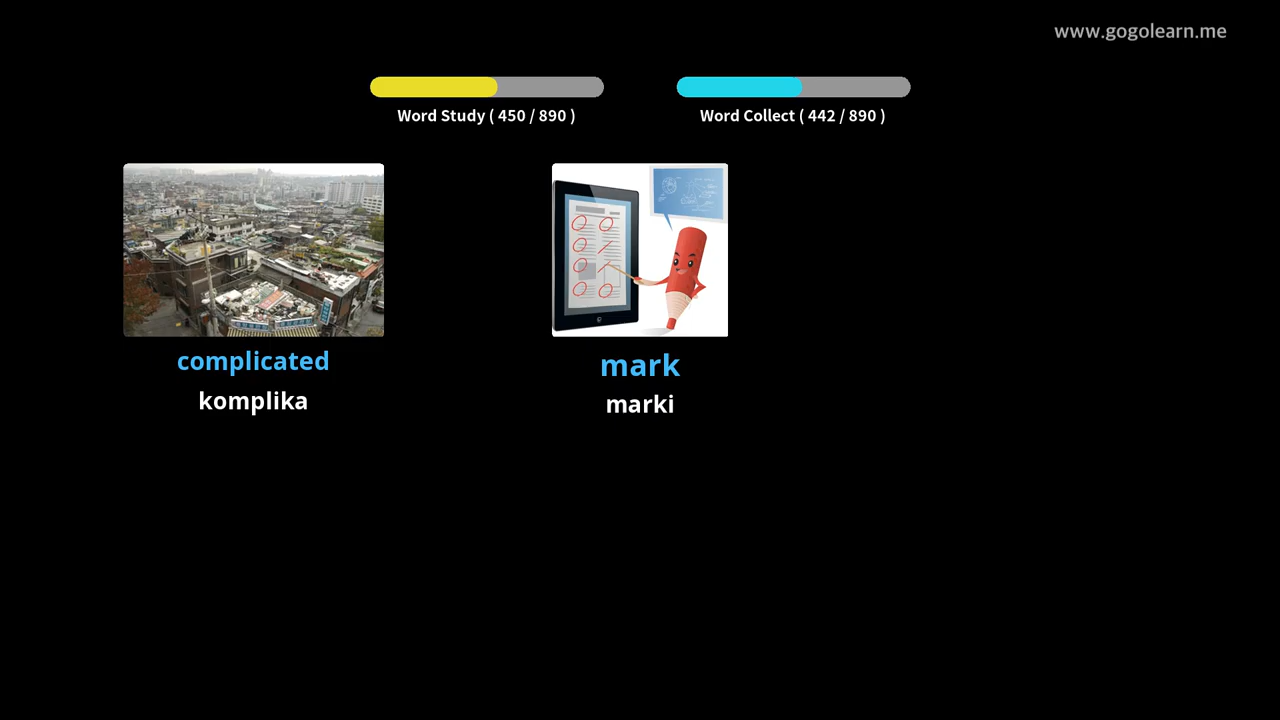 www.gogolearn.me
Word Study ( 450 / 890 )
Word Collect ( 442 / 890 )
complicated
komplika
mark
marki